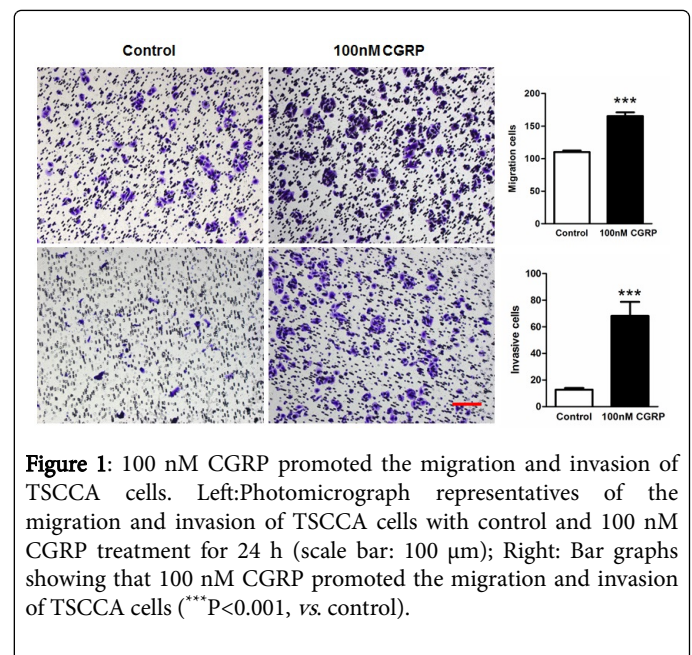 Control
100nM CGRP
Migration cells
200
150
100
50
0
***
Control
100nM CGRP
Invasive cells
100
80
60
40
20
0
***
Control
100nM CGRP
Figure 1: 100 nM CGRP promoted the migration and invasion of
TSCCA cells. Left:Photomicrograph representatives of the
migration and invasion of TSCCA cells with control and 100 nM
CGRP treatment for 24 h (scale bar: 100 μm); Right: Bar graphs
showing that 100 nM CGRP promoted the migration and invasion
of TSCCA cells (***P<0.001, vs. control).